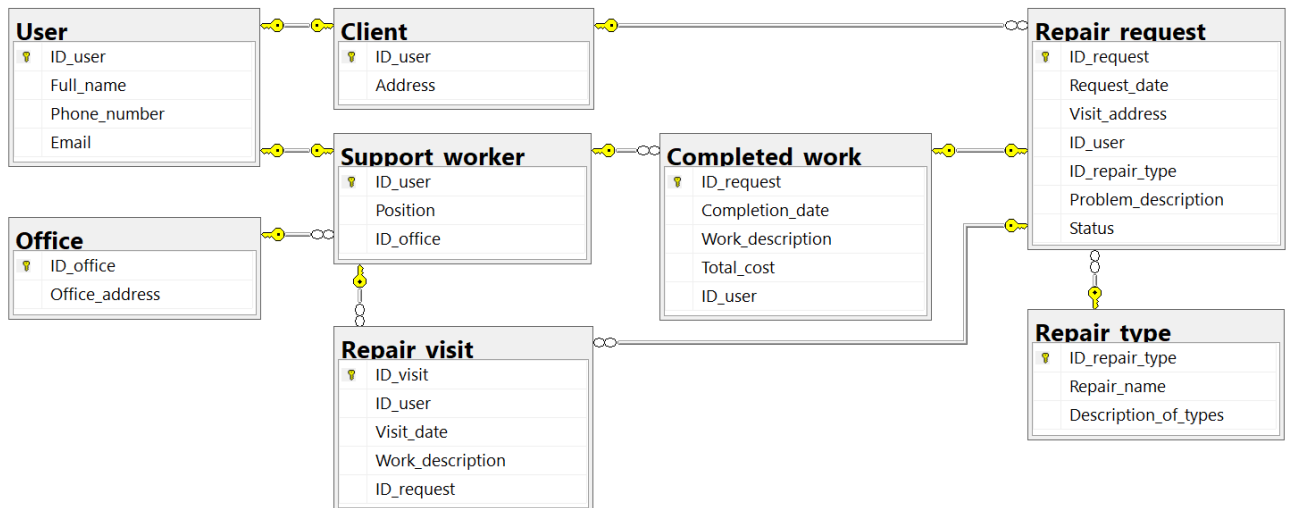 User
ID_user
Full_name
Phone_number
Email
Client
ID_user
Address
Repair_request
ID_request
Request_date
Visit_address
ID_user
ID_repair_type
Problem_description
Status
Support_worker
ID_user
Position
ID_office
Completed_work
ID_request
Completion_date
Work_description
Total_cost
ID_user
Office
ID_office
Office_address
Repair_visit
ID_visit
ID_user
Visit_date
Work_description
ID_request
Repair_type
ID_repair_type
Repair_name
Description_of_types